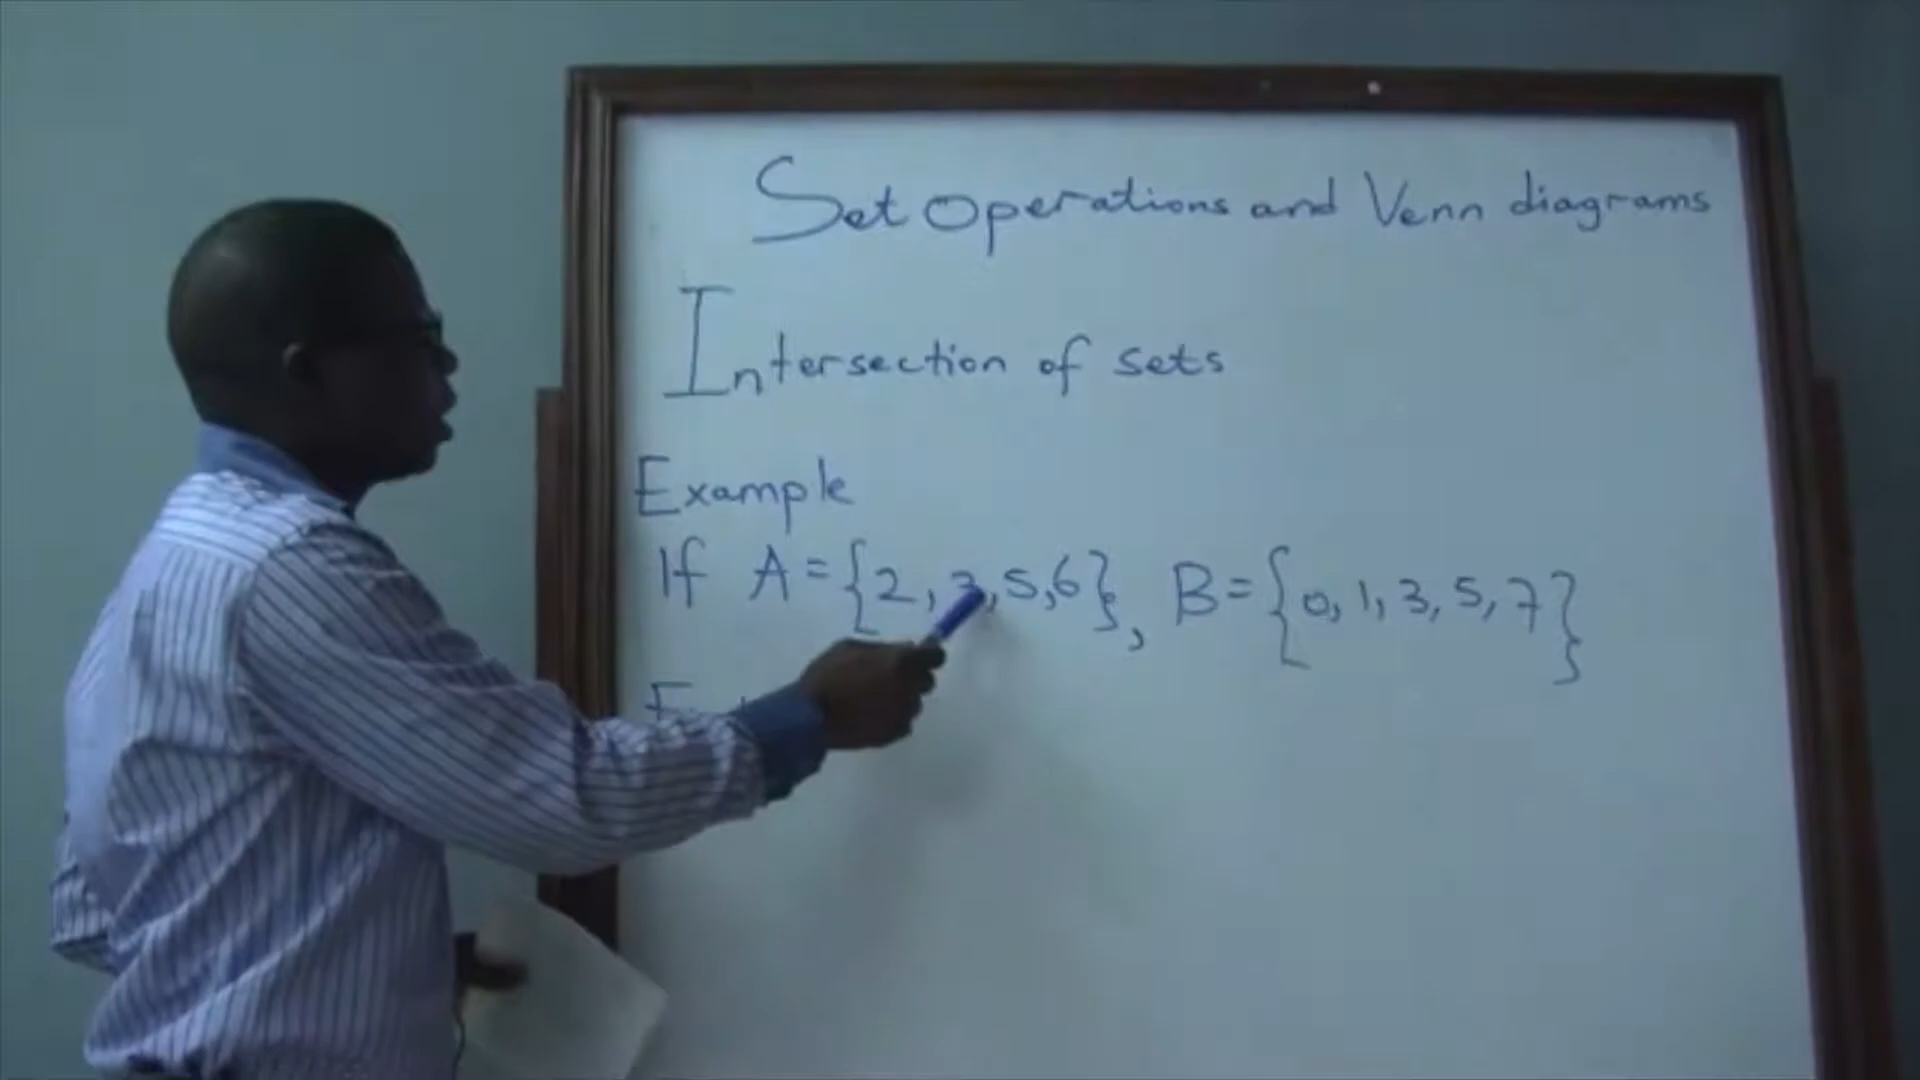 Set Operations and Venn diagrams
Intersection of sets
Example
If A = {2, 3, 5, 6}, B = {0, 1, 3, 5, 7}